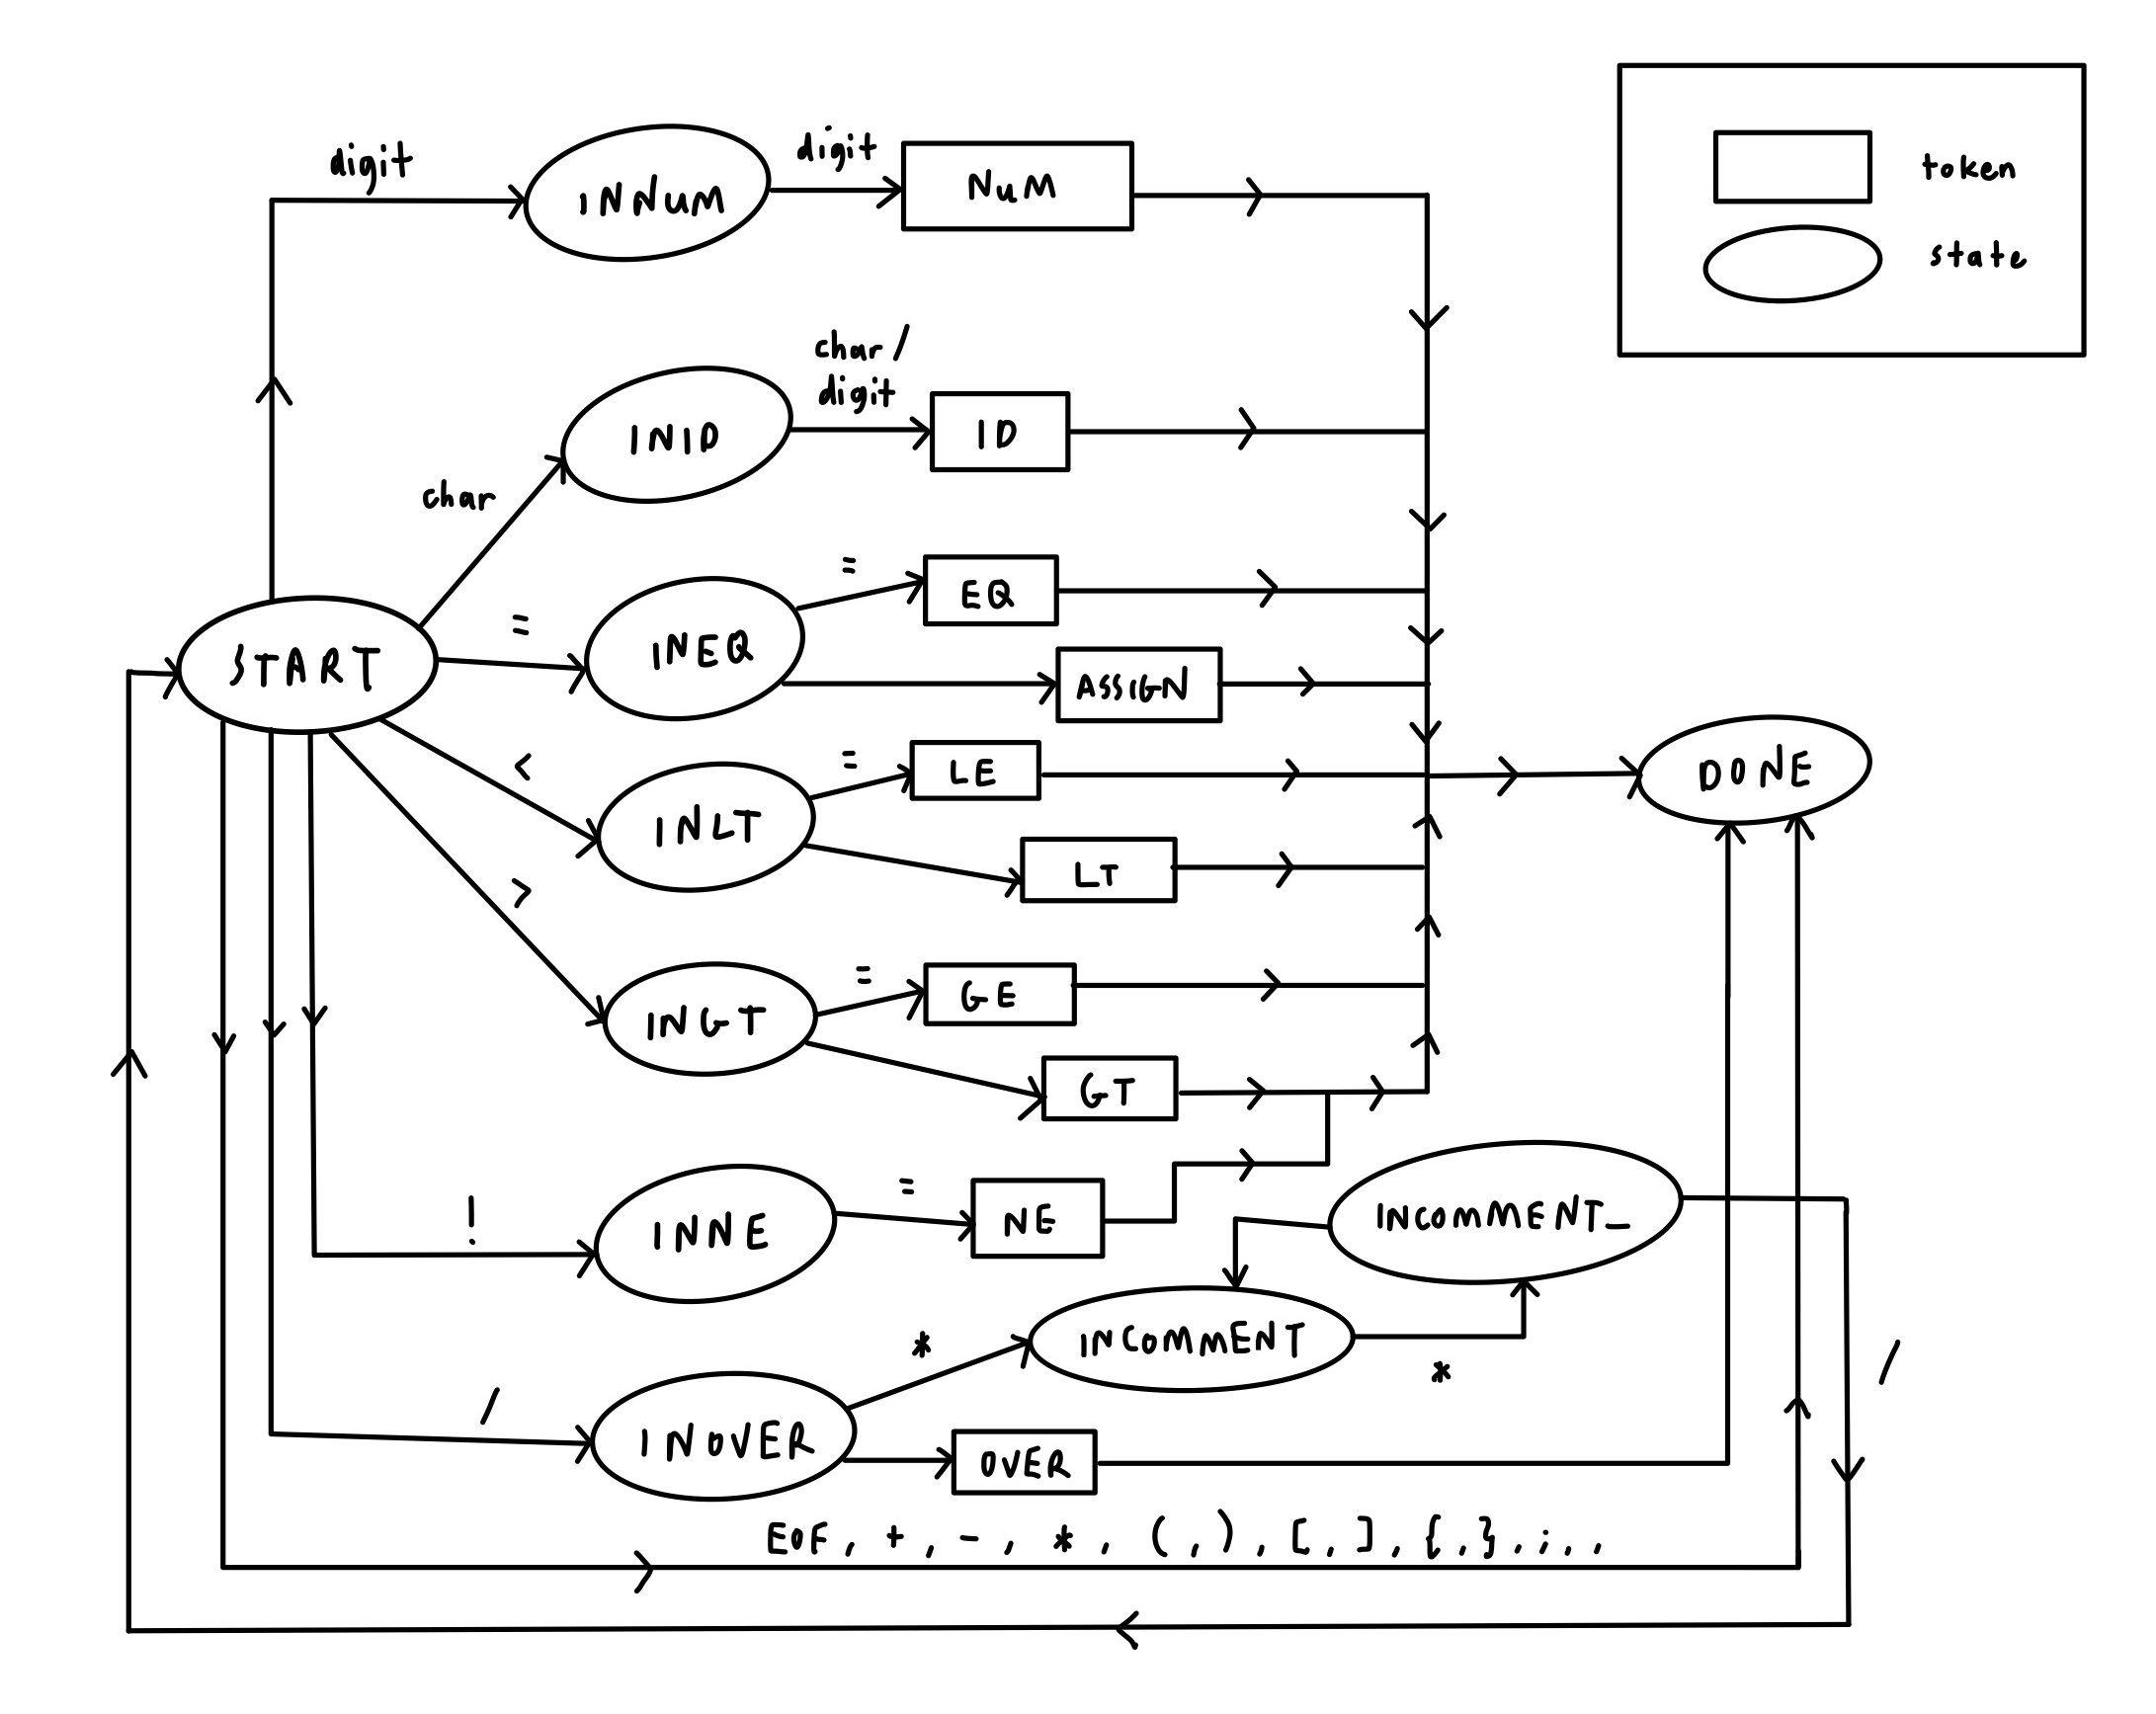 digit
INNUM
digit
NUM
token
state
char/
digit
INID
ID
char
=
START
=
INEQ
EQ
ASSIGN
<
=
INLT
LE
LT
DONE
>
=
INGT
GE
GT
!
INNE
=
NE
INCOMMENT_
*
INCOMMENT
*
/
/
INOVER
OVER
EOF, +, -, *, (, ), [, ], {, }, ;, ,